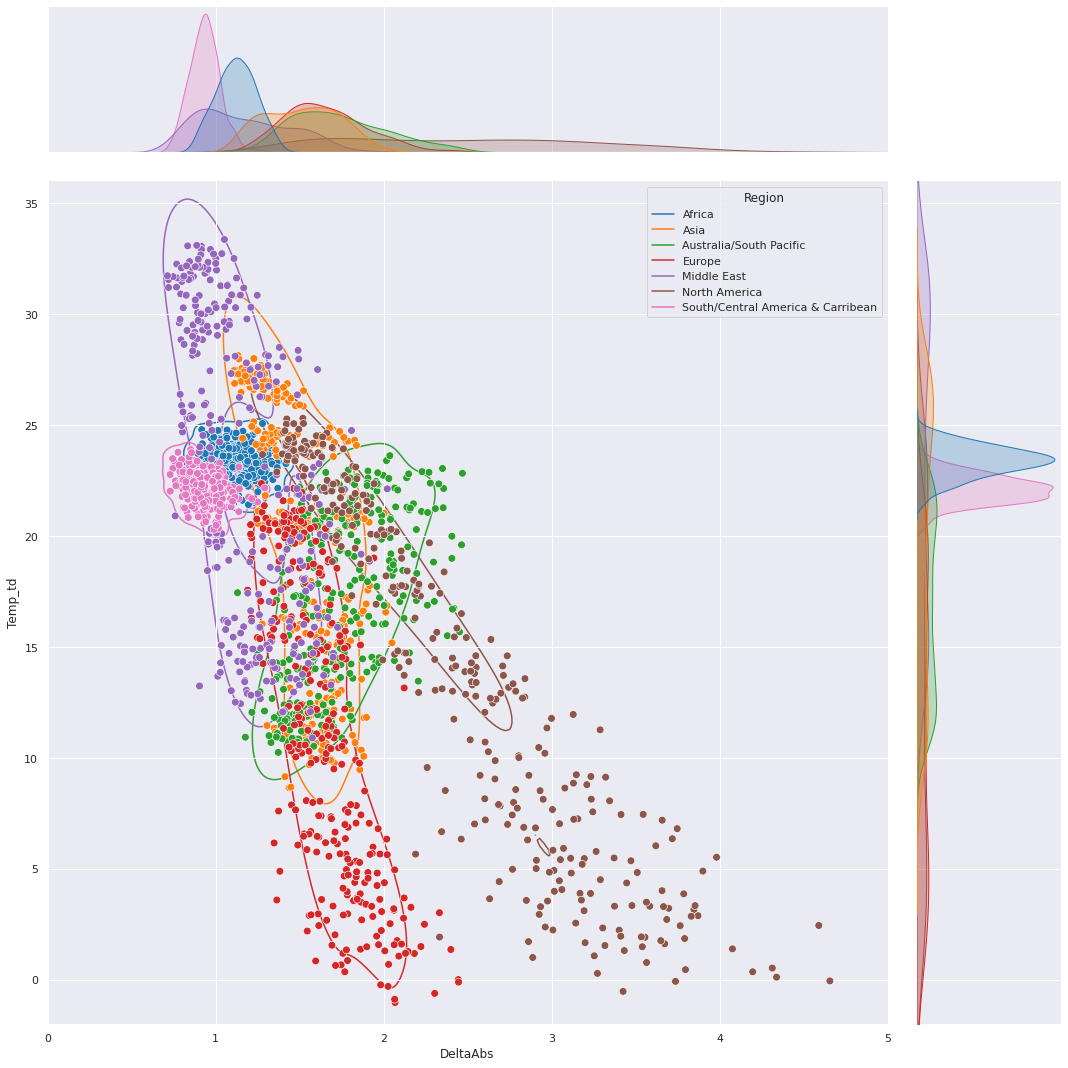 Region
Africa
Asia
Australia/South Pacific
Europe
Middle East
North America
South/Central America & Carribean
35
30
25
20
15
10
5
0
Temp_td
0 1 2 3 4 5
DeltaAbs